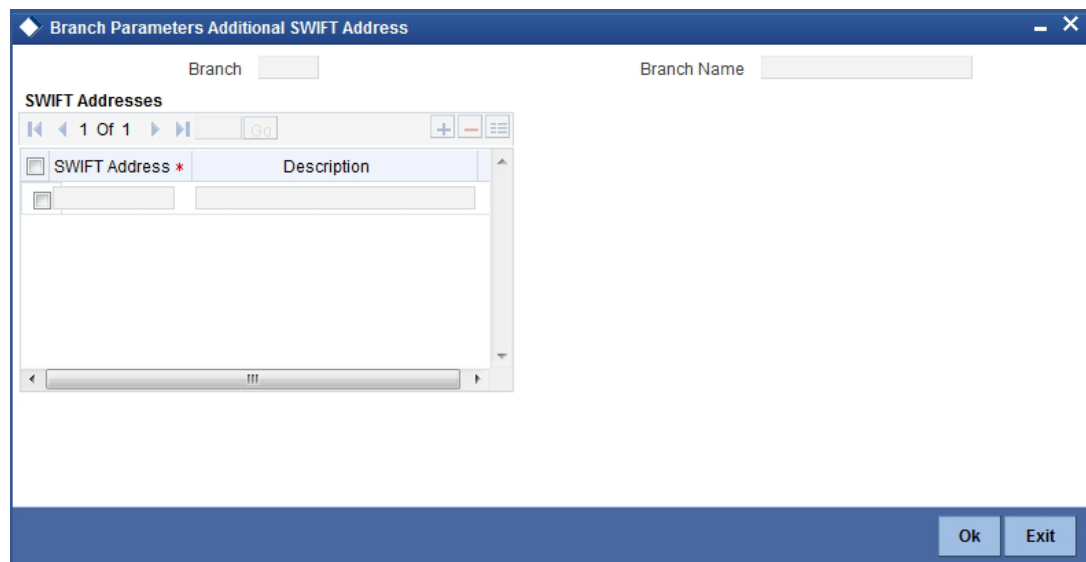 Branch Parameters Additional SWIFT Address
Branch
Branch Name
SWIFT Addresses
1 Of 1
Go
SWIFT Address *
Description
Ok
Exit